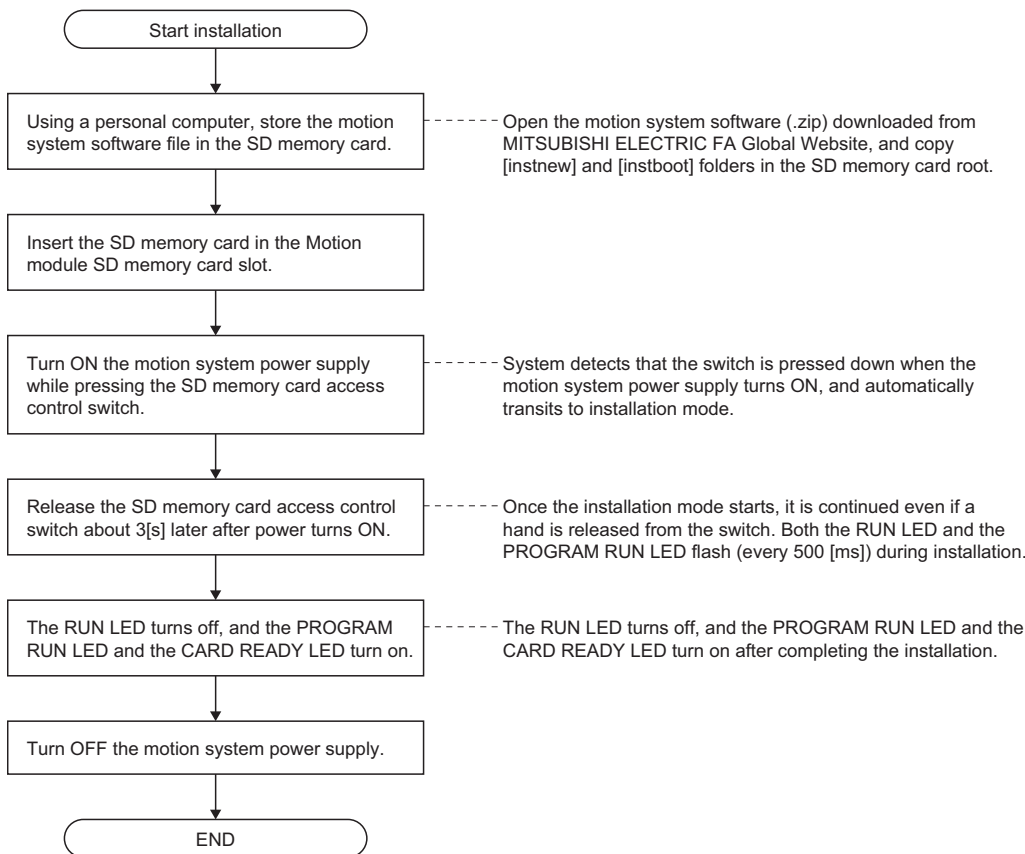 Start installation
Using a personal computer, store the motion
system software file in the SD memory card.
Open the motion system software (.zip) downloaded from
MITSUBISHI ELECTRIC FA Global Website, and copy
[instnew] and [instboot] folders in the SD memory card root.
Insert the SD memory card in the Motion
module SD memory card slot.
Turn ON the motion system power supply
while pressing the SD memory card access
control switch.
System detects that the switch is pressed down when the
motion system power supply turns ON, and automatically
transits to installation mode.
Release the SD memory card access control
switch about 3[s] later after power turns ON.
Once the installation mode starts, it is continued even if a
hand is released from the switch. Both the RUN LED and the
PROGRAM RUN LED flash (every 500 [ms]) during installation.
The RUN LED turns off, and the PROGRAM
RUN LED and the CARD READY LED turn on.
The RUN LED turns off, and the PROGRAM RUN LED and the
CARD READY LED turn on after completing the installation.
Turn OFF the motion system power supply.
END